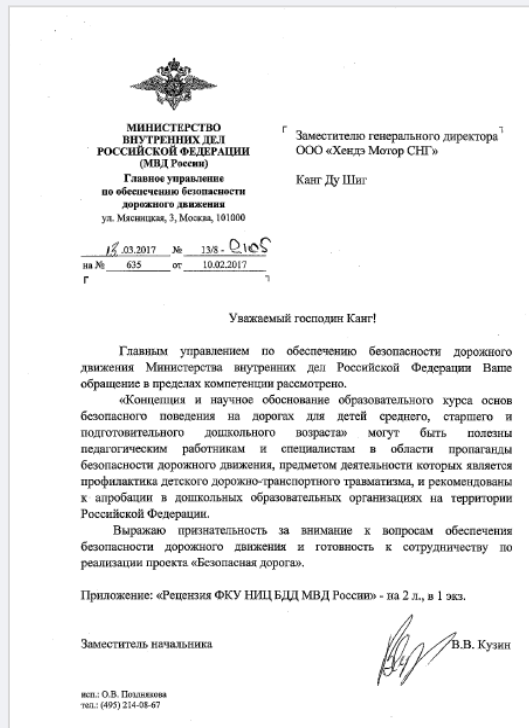 МИНИСТЕРСТВО
ВНУТРЕННИХ ДЕЛ
РОССИЙСКОЙ ФЕДЕРАЦИИ
(МВД России)
Главное управление
по обеспечению безопасности
дорожного движения
ул. Мясницкая, 3, Москва, 101000
13.03.2017 № 13/8 - 2105
на № 635 от 10.02.2017
Заместителю генерального директора
ООО «Хендэ Мотор СНГ»
Канг Ду Шиг
Уважаемый господин Канг!
Главным управлением по обеспечению безопасности дорожного
движения Министерства внутренних дел Российской Федерации Ваше
обращение в пределах компетенции рассмотрено.
«Концепция и научное обоснование образовательного курса основ
безопасного поведения на дорогах для детей среднего, старшего и
подготовительного дошкольного возраста» могут быть полезны
педагогическим работникам и специалистам в области пропаганды
безопасности дорожного движения, предметом деятельности которых является
профилактика детского дорожно-транспортного травматизма, и рекомендованы
к апробации в дошкольных образовательных организациях на территории
Российской Федерации.
Выражаю признательность за внимание к вопросам обеспечения
безопасности дорожного движения и готовность к сотрудничеству по
реализации проекта «Безопасная дорога».
Приложение: «Рецензия ФКУ НИЦ БДД МВД России» - на 2 л., в 1 экз.
Заместитель начальника В.В. Кузин
исп.: О.В. Позднякова
тел.: (495) 214-08-67